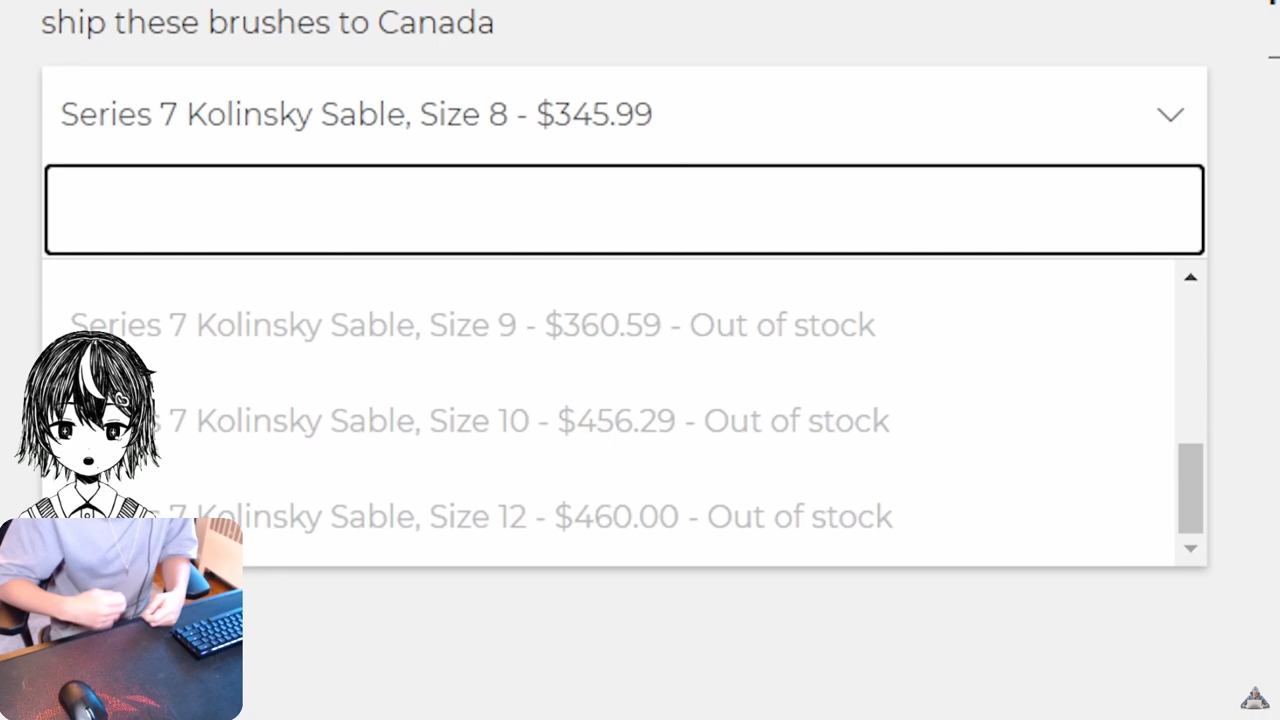 ship these brushes to Canada
Series 7 Kolinsky Sable, Size 8 - $345.99
Series 7 Kolinsky Sable, Size 9 - $360.59 - Out of stock
7 Kolinsky Sable, Size 10 - $456.29 - Out of stock
7 Kolinsky Sable, Size 12 - $460.00 - Out of stock